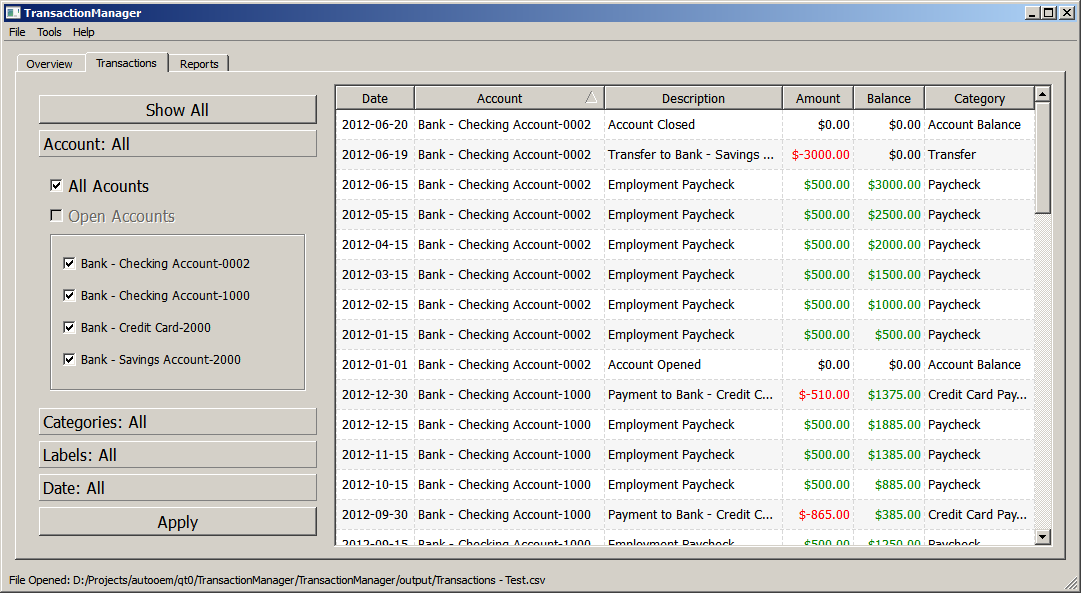 TransactionManager
File Tools Help
Overview Transactions Reports
Show All
Account: All
All Acounts
Open Accounts
Bank - Checking Account-0002
Bank - Checking Account-1000
Bank - Credit Card-2000
Bank - Savings Account-2000
Categories: All
Labels: All
Date: All
Apply
Date Account Description Amount Balance Category
2012-06-20 Bank - Checking Account-0002 Account Closed $0.00 $0.00 Account Balance
2012-06-19 Bank - Checking Account-0002 Transfer to Bank - Savings ... $-3000.00 $0.00 Transfer
2012-06-15 Bank - Checking Account-0002 Employment Paycheck $500.00 $3000.00 Paycheck
2012-05-15 Bank - Checking Account-0002 Employment Paycheck $500.00 $2500.00 Paycheck
2012-04-15 Bank - Checking Account-0002 Employment Paycheck $500.00 $2000.00 Paycheck
2012-03-15 Bank - Checking Account-0002 Employment Paycheck $500.00 $1500.00 Paycheck
2012-02-15 Bank - Checking Account-0002 Employment Paycheck $500.00 $1000.00 Paycheck
2012-01-15 Bank - Checking Account-0002 Employment Paycheck $500.00 $500.00 Paycheck
2012-01-01 Bank - Checking Account-0002 Account Opened $0.00 $0.00 Account Balance
2012-12-30 Bank - Checking Account-1000 Payment to Bank - Credit C... $-510.00 $1375.00 Credit Card Pay...
2012-12-15 Bank - Checking Account-1000 Employment Paycheck $500.00 $1885.00 Paycheck
2012-11-15 Bank - Checking Account-1000 Employment Paycheck $500.00 $1385.00 Paycheck
2012-10-15 Bank - Checking Account-1000 Employment Paycheck $500.00 $885.00 Paycheck
2012-09-30 Bank - Checking Account-1000 Payment to Bank - Credit C... $-865.00 $385.00 Credit Card Pay...
2012-09-15 Bank - Checking Account-1000 Employment Paycheck $500.00 $1250.00 Paycheck
File Opened: D:/Projects/autooem/qt0/TransactionManager/TransactionManager/output/Transactions - Test.csv